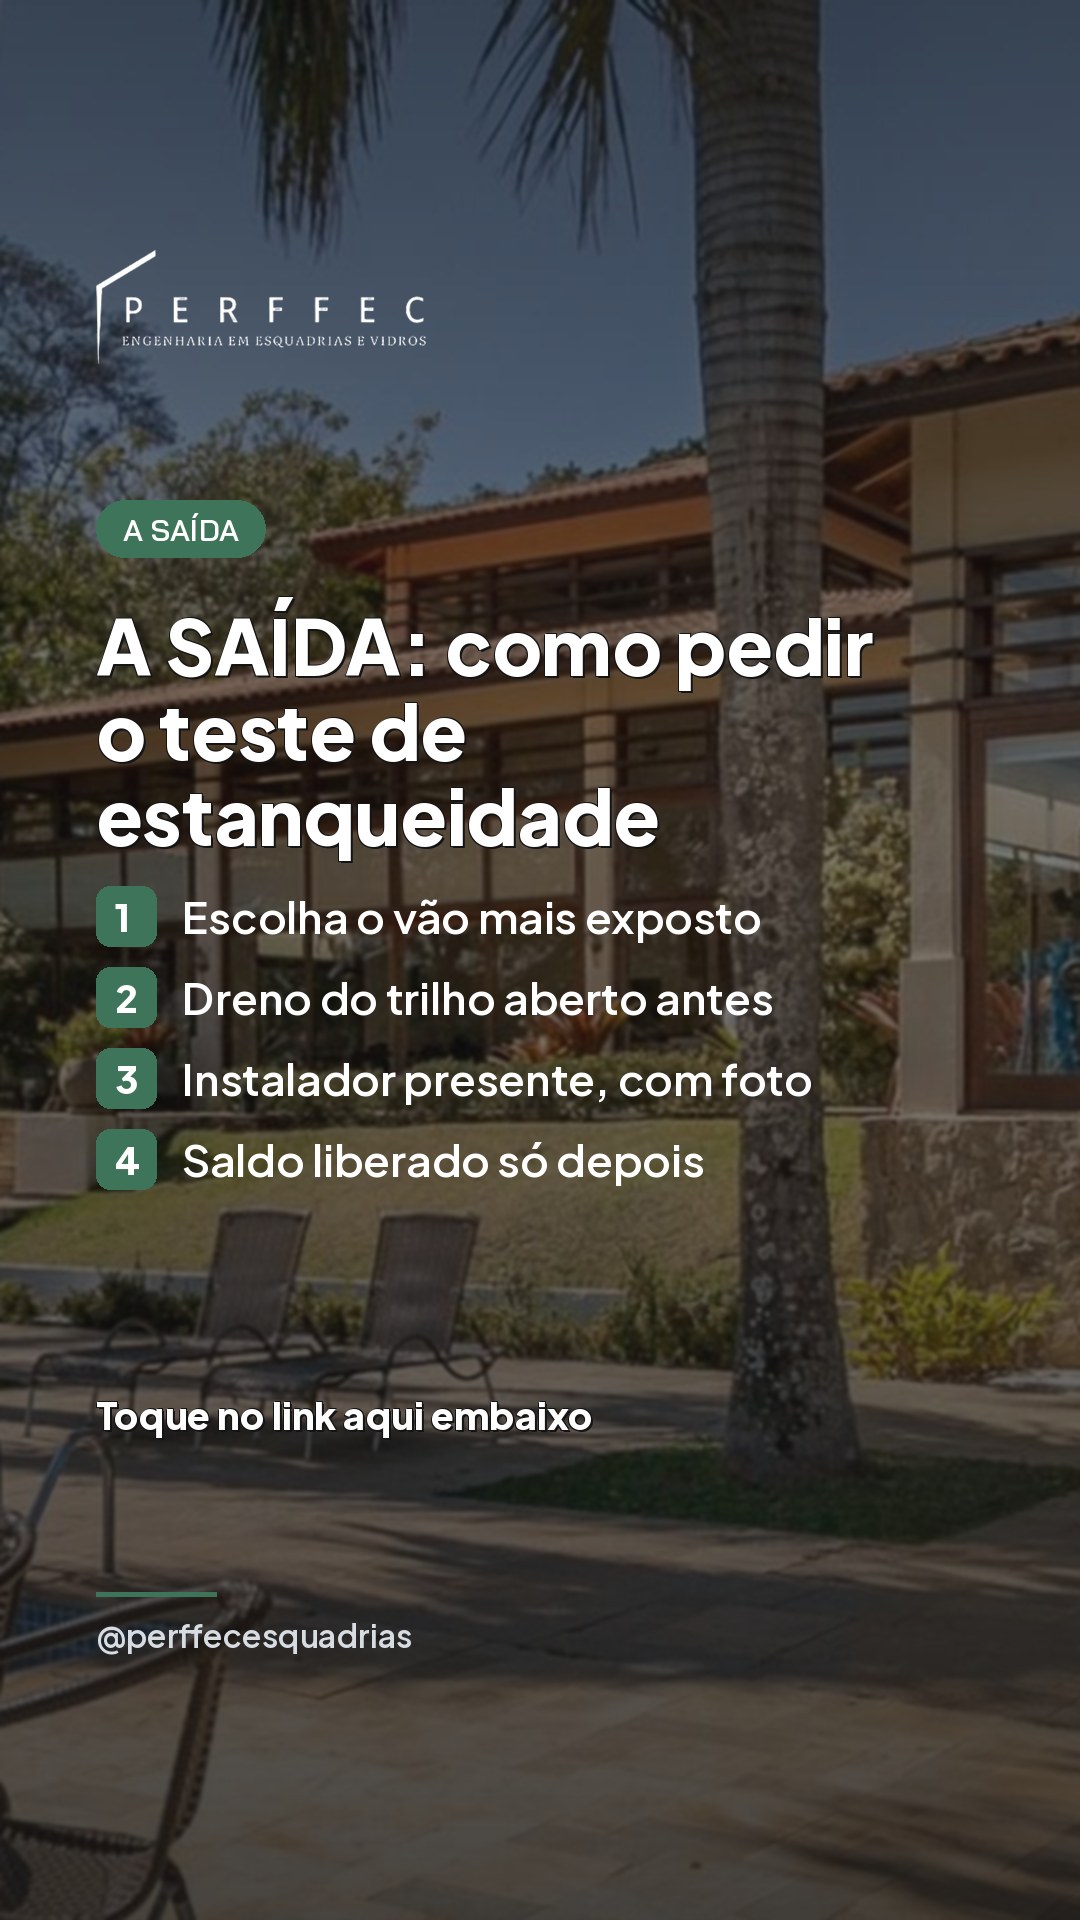 PERFFEC
ENGENHARIA EM ESQUADRIAS E VIDROS
A SAÍDA
A SAÍDA: como pedir
o teste de
estanqueidade
1 Escolha o vão mais exposto
2 Dreno do trilho aberto antes
3 Instalador presente, com foto
4 Saldo liberado só depois
Toque no link aqui embaixo
@perffecesquadrias